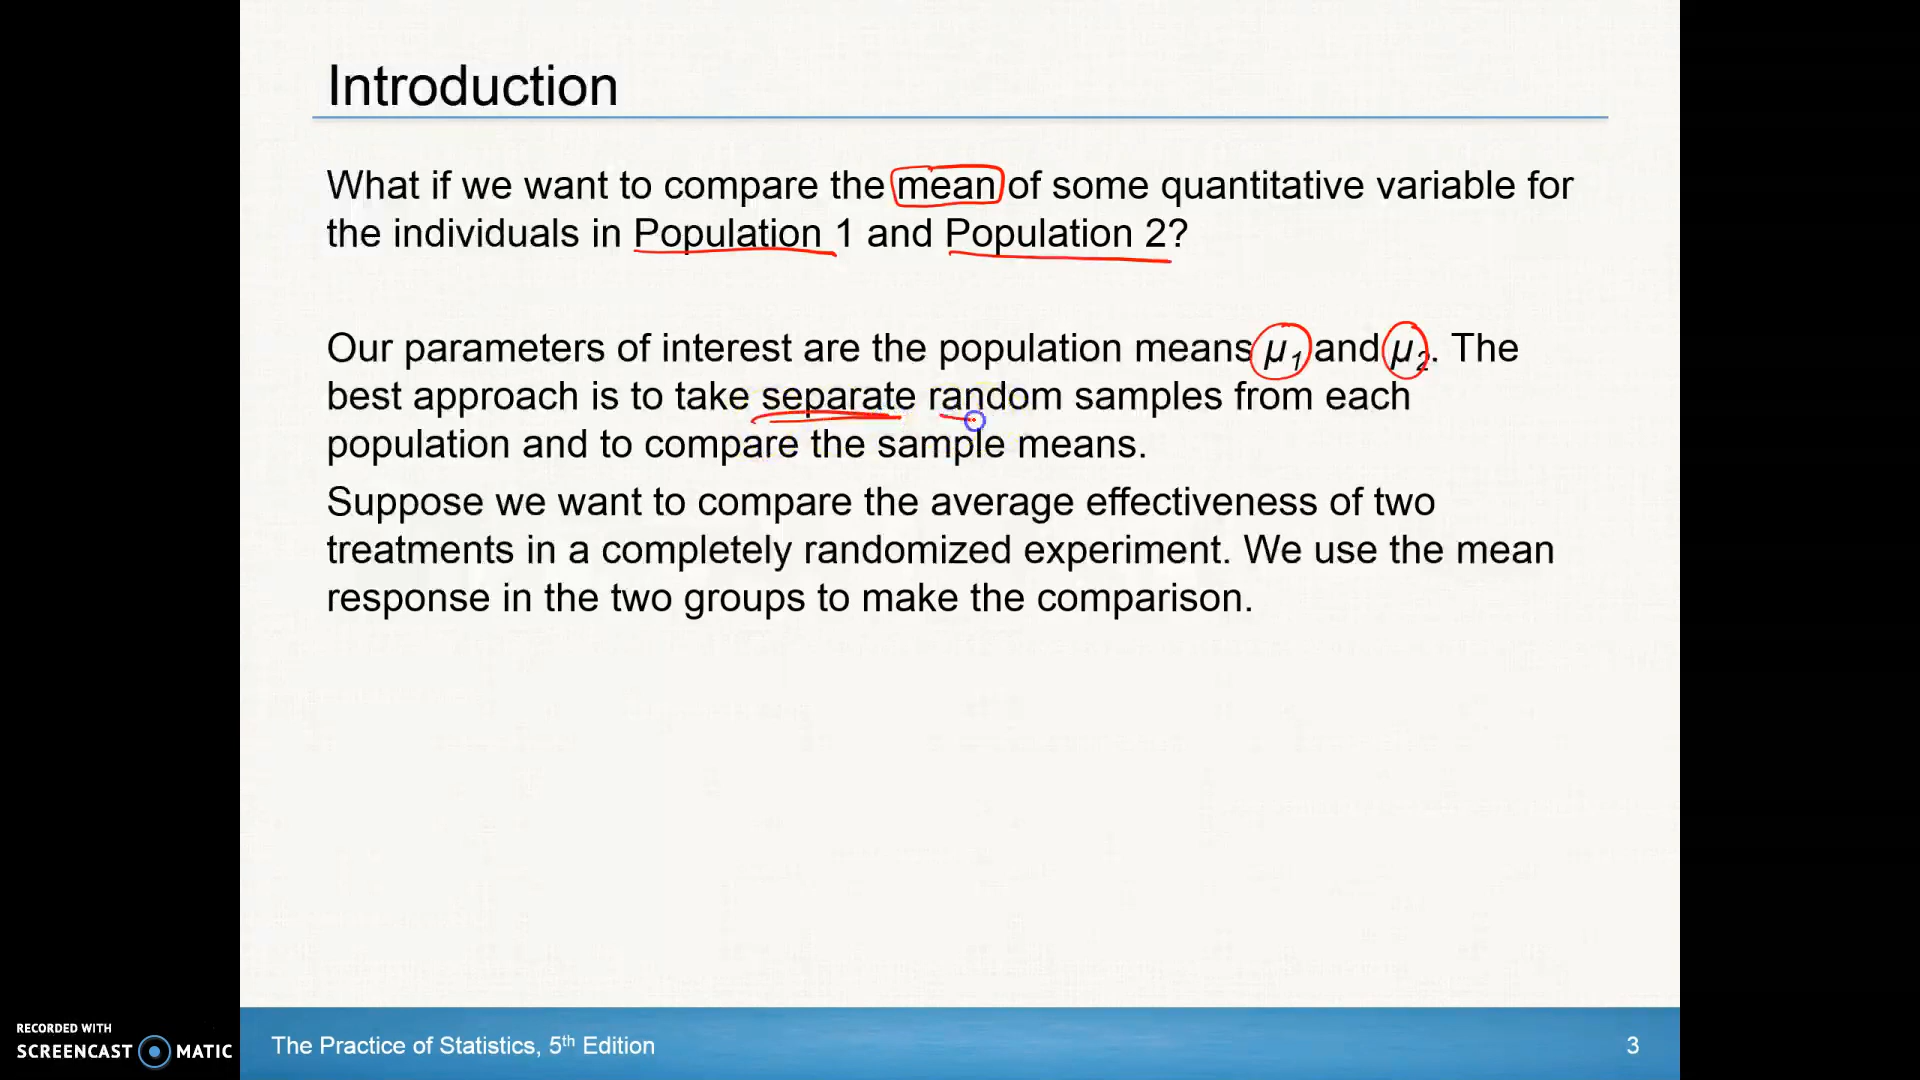 Introduction
What if we want to compare the mean of some quantitative variable for
the individuals in Population 1 and Population 2?
Our parameters of interest are the population means μ1 and μ2. The
best approach is to take separate random samples from each
population and to compare the sample means.
Suppose we want to compare the average effectiveness of two
treatments in a completely randomized experiment. We use the mean
response in the two groups to make the comparison.
RECORDED WITH
SCREENCAST MATIC
The Practice of Statistics, 5th Edition
3